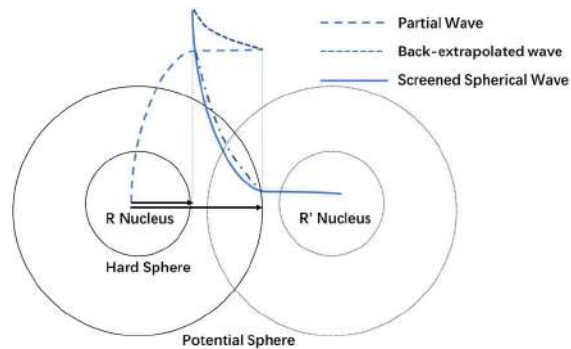 Partial Wave
Back-extrapolated wave
Screened Spherical Wave
R Nucleus
R' Nucleus
Hard Sphere
Potential Sphere